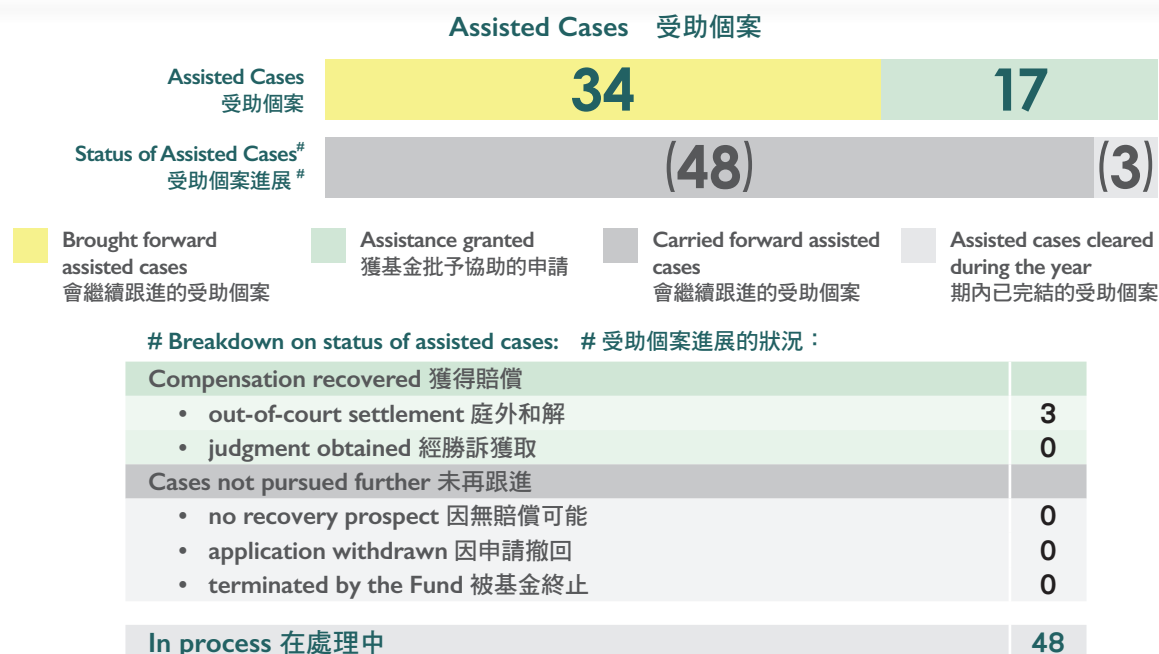 Assisted Cases 受助個案
Assisted Cases
受助個案
34
17
Status of Assisted Cases#
受助個案進展 #
(48)
(3)
Brought forward
assisted cases
會繼續跟進的受助個案
Assistance granted
獲基金批予協助的申請
Carried forward assisted
cases
會繼續跟進的受助個案
Assisted cases cleared
during the year
期內已完結的受助個案
# Breakdown on status of assisted cases: # 受助個案進展的狀況：
Compensation recovered 獲得賠償
• out-of-court settlement 庭外和解 3
• judgment obtained 經勝訴獲取 0
Cases not pursued further 未再跟進
• no recovery prospect 因無賠償可能 0
• application withdrawn 因申請撤回 0
• terminated by the Fund 被基金終止 0
In process 在處理中 48